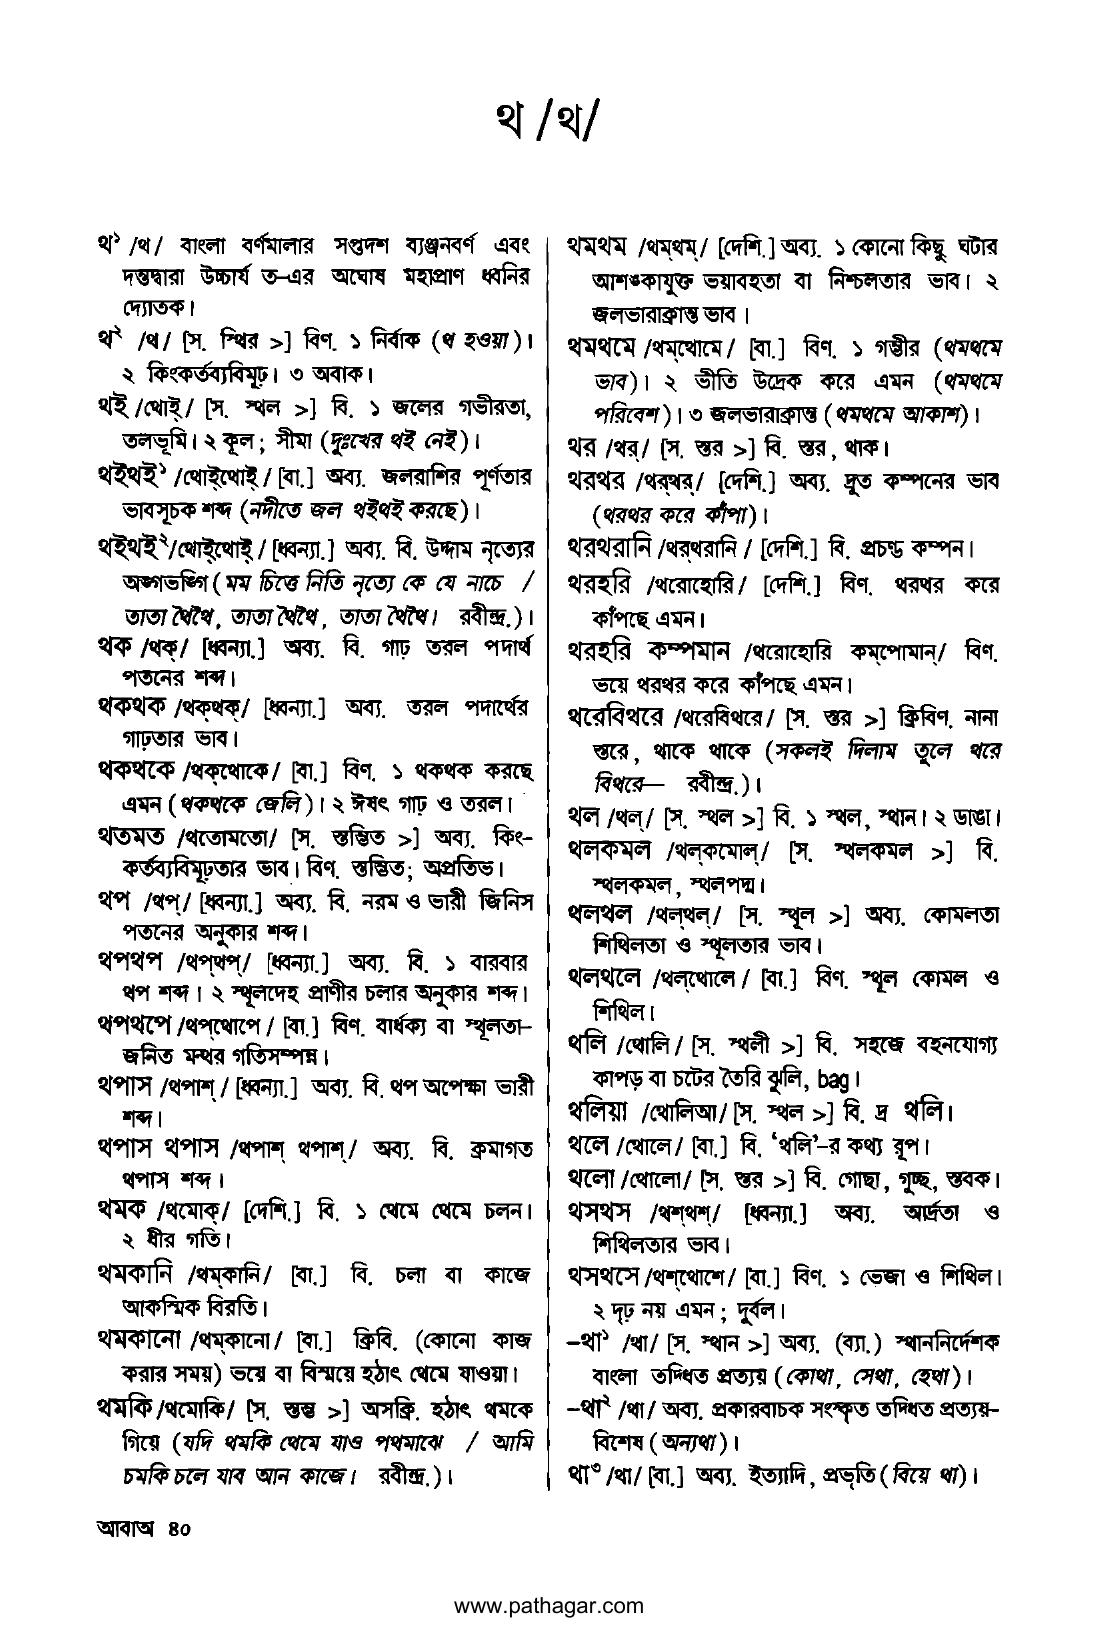 থ /থ/
থ¹ /থ/ বাংলা বর্ণমালার সপ্তদশ ব্যঞ্জনবর্ণ এবং
দন্তদ্বারা উচ্চার্য ত–এর অঘোষ মহাপ্রাণ ধ্বনির
দ্যোতক।
থ² /থ/ [স. স্থির >] বিণ. ১ নির্বাক (থ হওয়া)।
২ কিংকর্তব্যবিমূঢ়। ৩ অবাক।
থই /থোই্/ [স. স্থল >] বি. ১ জলের গভীরতা,
তলভূমি। ২ কূল; সীমা (দুঃখের থই নেই)।
থইথই¹ /থোই্থোই্/ [বা.] অব্য. জলরাশির পূর্ণতার
ভাবসূচক শব্দ (নদীতে জল থইথই করছে)।
থইথই² /থোই্থোই্/ [ধ্বন্যা.] অব্য. বি. উদ্দাম নৃত্যের
অঙ্গভঙ্গি (মম চিত্তে নিতি নৃত্যে কে যে নাচে /
তাতা থৈথৈ, তাতা থৈথৈ, তাতা থৈথৈ। রবীন্দ্র.)।
থক /থক্/ [ধ্বন্যা.] অব্য. বি. গাঢ় তরল পদার্থ
পতনের শব্দ।
থকথক /থক্থক্/ [ধ্বন্যা.] অব্য. তরল পদার্থের
গাঢ়তার ভাব।
থকথকে /থক্থোকে/ [বা.] বিণ. ১ থকথক করছে
এমন (থকথকে জেলি)। ২ ঈষৎ গাঢ় ও তরল।
থতমত /থতোমতো/ [স. স্তম্ভিত >] অব্য. কিং-
কর্তব্যবিমূঢ়তার ভাব। বিণ. স্তম্ভিত; অপ্রতিভ।
থপ /থপ্/ [ধ্বন্যা.] অব্য. বি. নরম ও ভারী জিনিস
পতনের অনুকার শব্দ।
থপথপ /থপ্থপ্/ [ধ্বন্যা.] অব্য. বি. ১ বারবার
থপ শব্দ। ২ স্থূলদেহ প্রাণীর চলার অনুকার শব্দ।
থপথপে /থপ্থোপে/ [বা.] বিণ. বার্ধক্য বা স্থূলতা–
জনিত মন্থর গতিসম্পন্ন।
থপাস /থপাশ্/ [ধ্বন্যা.] অব্য. বি. থপ অপেক্ষা ভারী
শব্দ।
থপাস থপাস /থপাশ্ থপাশ্/ অব্য. বি. ক্রমাগত
থপাস শব্দ।
থমক /থমোক্/ [দেশি.] বি. ১ থেমে থেমে চলন।
২ ধীর গতি।
থমকানি /থম্কানি/ [বা.] বি. চলা বা কাজে
আকস্মিক বিরতি।
থমকানো /থম্কানো/ [বা.] ক্রিবি. (কোনো কাজ
করার সময়) ভয়ে বা বিস্ময়ে হঠাৎ থেমে যাওয়া।
থমকি /থমোকি/ [স. স্তম্ভ >] অসক্রি. হঠাৎ থমকে
গিয়ে (যদি থমকি থেমে যাও পথমাঝে / আমি
চমকি চলে যাব আন কাজে। রবীন্দ্র.)।
আবাঅ ৪০
থমথম /থম্থম্/ [দেশি.] অব্য. ১ কোনো কিছু ঘটার
আশঙ্কাযুক্ত ভয়াবহতা বা নিশ্চলতার ভাব। ২
জলভারাক্রান্ত ভাব।
থমথমে /থম্থোমে/ [বা.] বিণ. ১ গম্ভীর (থমথমে
ভাব)। ২ ভীতি উদ্রেক করে এমন (থমথমে
পরিবেশ)। ৩ জলভারাক্রান্ত (থমথমে আকাশ)।
থর /থর্/ [স. স্তর >] বি. স্তর, থাক।
থরথর /থর্থর্/ [দেশি.] অব্য. দ্রুত কম্পনের ভাব
(থরথর করে কাঁপা)।
থরথরানি /থর্থরানি/ [দেশি.] বি. প্রচন্ড কম্পন।
থরহরি /থরোহোরি/ [দেশি.] বিণ. থরথর করে
কাঁপছে এমন।
থরহরি কম্পমান /থরোহোরি কম্পোমান্/ বিণ.
ভয়ে থরথর করে কাঁপছে এমন।
থরেবিথরে /থরেবিথরে/ [স. স্তর >] ক্রিবিণ. নানা
স্তরে, থাকে থাকে (সকলই দিলাম তুলে থরে
বিথরে— রবীন্দ্র.)।
থল /থল্/ [স. স্থল >] বি. ১ স্থল, স্থান। ২ ডাঙা।
থলকমল /থল্কমোল্/ [স. স্থলকমল >] বি.
স্থলকমল, স্থলপদ্ম।
থলথল /থল্থল্/ [স. স্থূল >] অব্য. কোমলতা
শিথিলতা ও স্থূলতার ভাব।
থলথলে /থল্থোলে/ [বা.] বিণ. স্থূল কোমল ও
শিথিল।
থলি /থোলি/ [স. স্থলী >] বি. সহজে বহনযোগ্য
কাপড় বা চটের তৈরি ঝুলি, bag।
থলিয়া /থোলিআ/ [স. স্থল >] বি. দ্র থলি।
থলে /থোলে/ [বা.] বি. ‘থলি’–র কথ্য রূপ।
থলো /থোলো/ [স. স্তর >] বি. গোছা, গুচ্ছ, স্তবক।
থসথস /থশ্থশ্/ [ধ্বন্যা.] অব্য. আর্দ্রতা ও
শিথিলতার ভাব।
থসথসে /থশ্থোশে/ [বা.] বিণ. ১ ভেজা ও শিথিল।
২ দৃঢ় নয় এমন; দুর্বল।
–থা¹ /থা/ [স. স্থান >] অব্য. (ব্যা.) স্থাননির্দেশক
বাংলা তদ্ধিত প্রত্যয় (কোথা, সেথা, হেথা)।
–থা² /থা/ অব্য. প্রকারবাচক সংস্কৃত তদ্ধিত প্রত্যয়–
বিশেষ (অন্যথা)।
থা³ /থা/ [বা.] অব্য. ইত্যাদি, প্রভৃতি (বিয়ে থা)।
www.pathagar.com